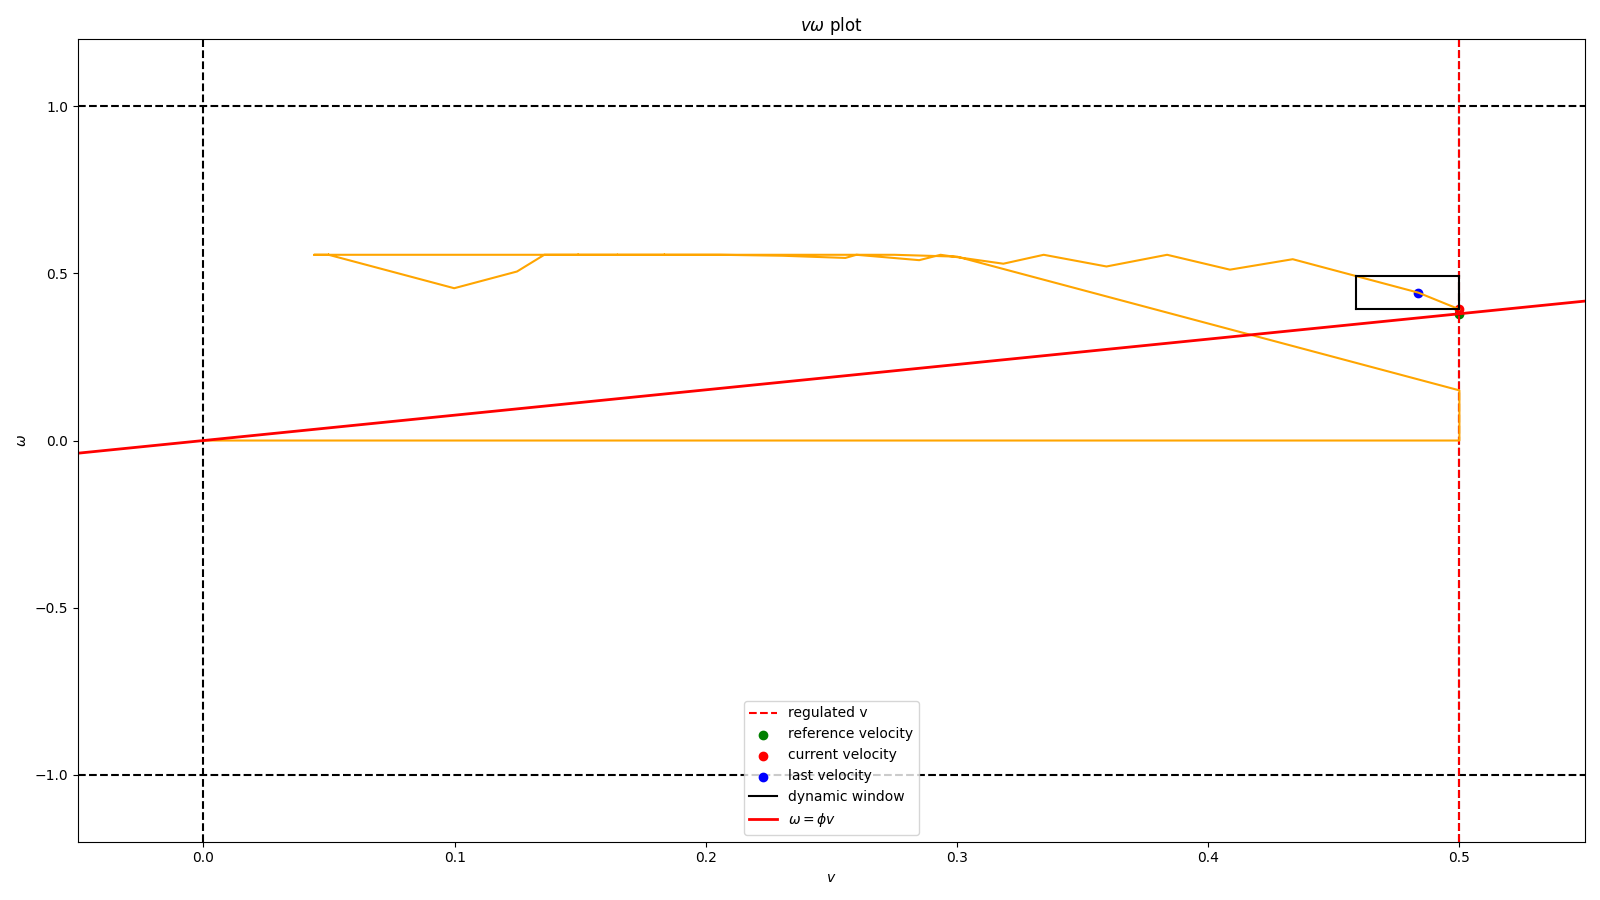 vω plot
1.0
0.5
0.0
−0.5
−1.0
ω
0.0 0.1 0.2 0.3 0.4 0.5
v
regulated v
reference velocity
current velocity
last velocity
dynamic window
ω = ϕv